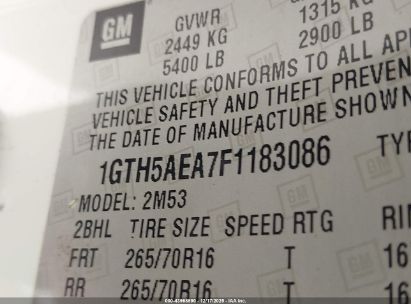 GM
GVWR 1315 KG
2449 KG 2900 LB
5400 LB
THIS VEHICLE CONFORMS TO ALL
VEHICLE SAFETY AND THEFT
THE DATE OF MANUFACTURE SHOWN
1GTH5AEA7F1183086
MODEL: 2M53
2BHL TIRE SIZE SPEED RTG
FRT 265/70R16 T 16
RR 265/70R16 T 16